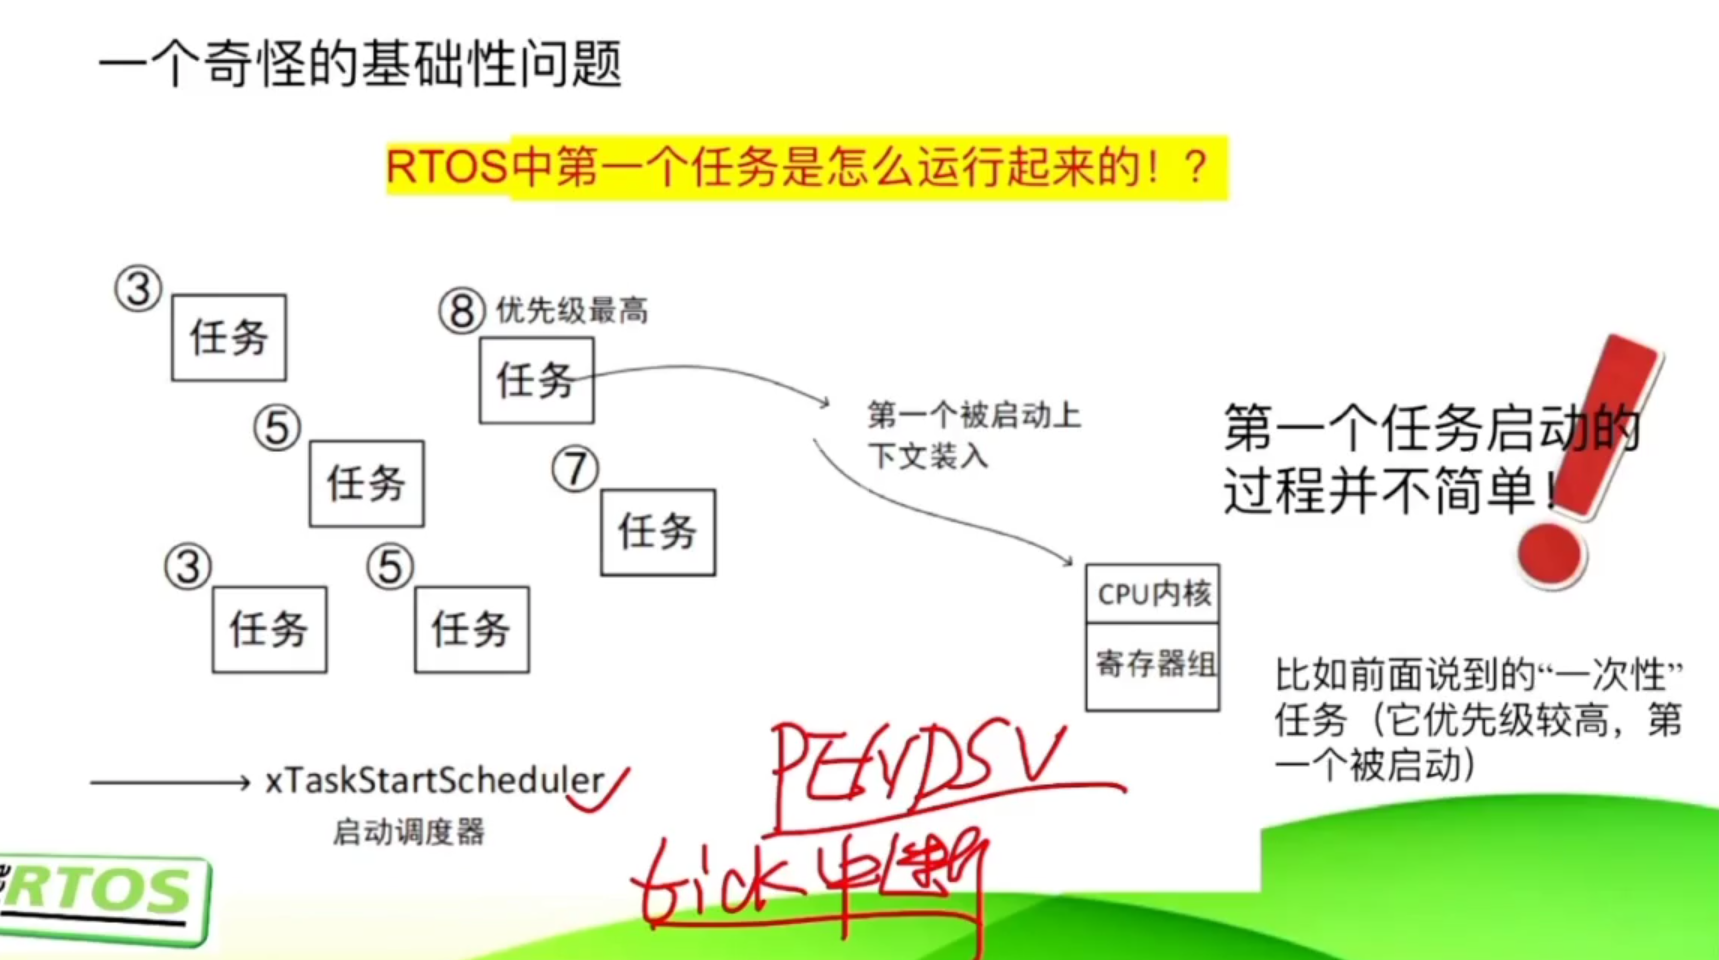 一个奇怪的基础性问题
RTOS中第一个任务是怎么运行起来的！？
③
任务
⑧ 优先级最高
任务
⑤
任务
⑦
任务
③
任务
⑤
任务
第一个被启动上
下文装入
CPU内核
寄存器组
第一个任务启动的
过程并不简单！
比如前面说到的“一次性”
任务（它优先级较高，第
一个被启动）
xTaskStartScheduler
启动调度器
PENDSV
tick中断
RTOS